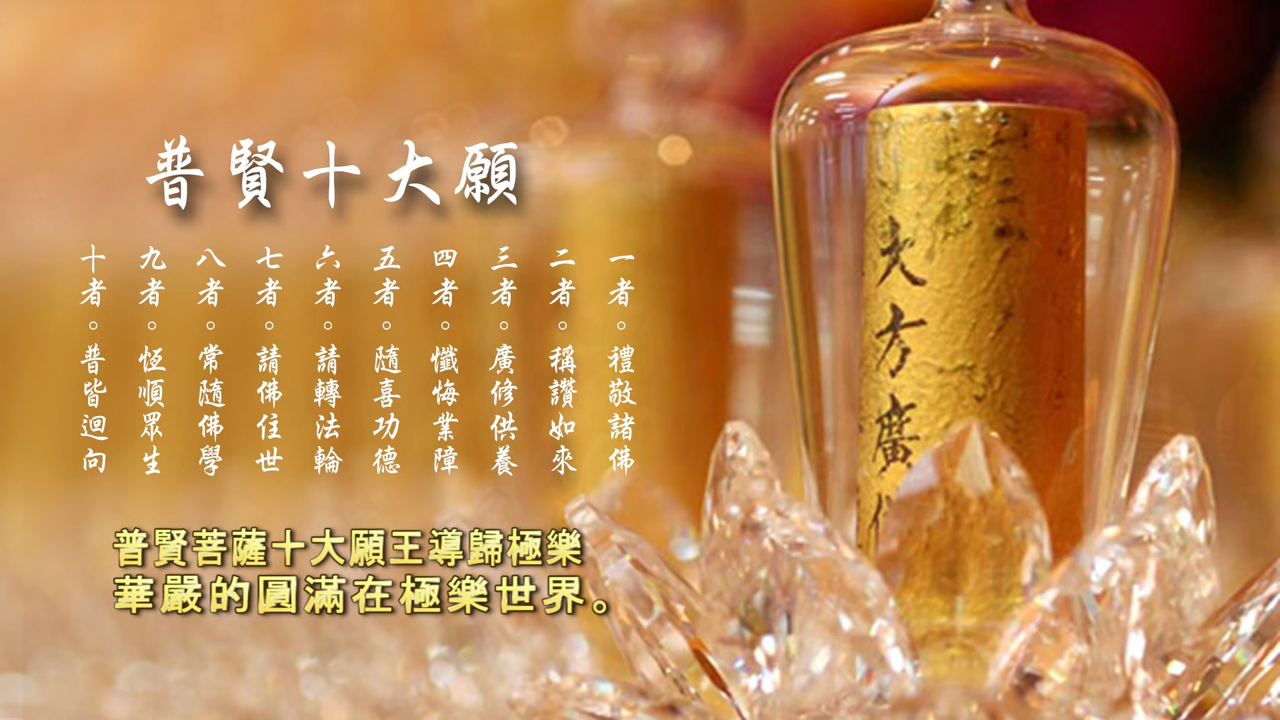 普賢十大願
一者。禮敬諸佛
二者。稱讚如來
三者。廣修供養
四者。懺悔業障
五者。隨喜功德
六者。請轉法輪
七者。請佛住世
八者。常隨佛學
九者。恆順眾生
十者。普皆迴向
普賢菩薩十大願王導歸極樂
華嚴的圓滿在極樂世界。
大方廣